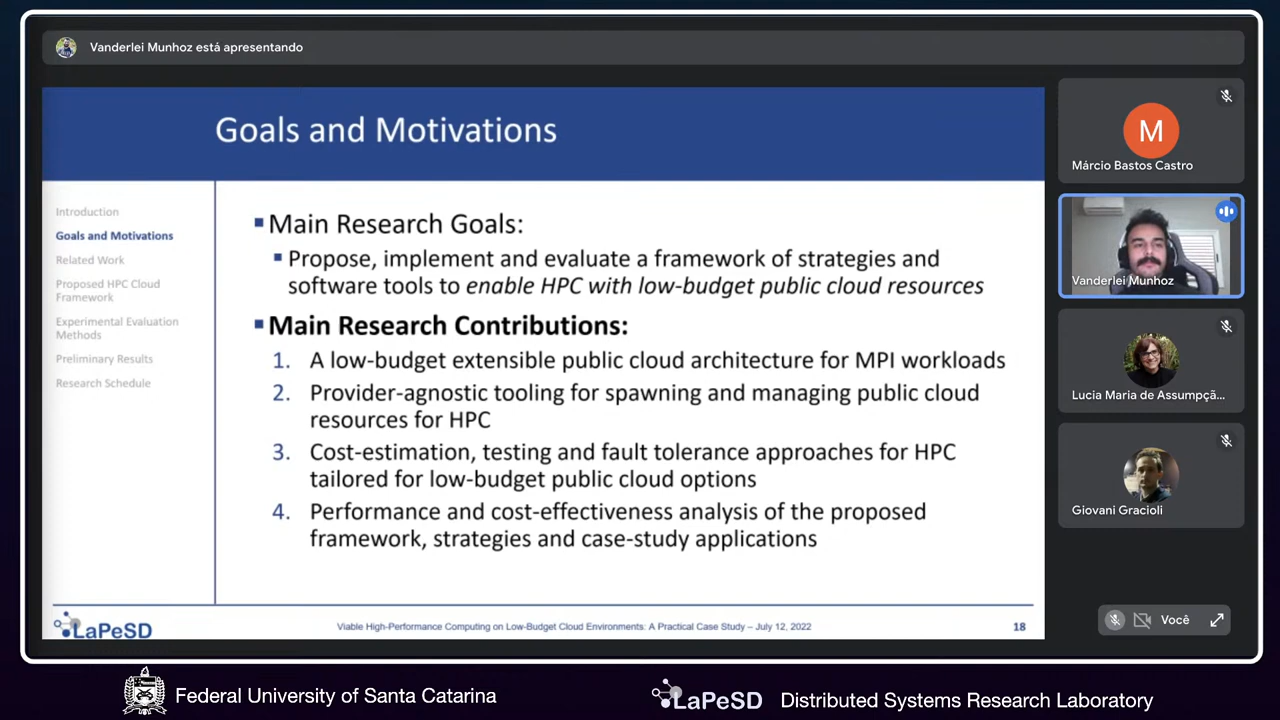 Vanderlei Munhoz está apresentando
Goals and Motivations
Introduction
Goals and Motivations
Related Work
Proposed HPC Cloud
Framework
Experimental Evaluation
Methods
Preliminary Results
Research Schedule
Main Research Goals:
Propose, implement and evaluate a framework of strategies and
software tools to enable HPC with low-budget public cloud resources
Main Research Contributions:
1. A low-budget extensible public cloud architecture for MPI workloads
2. Provider-agnostic tooling for spawning and managing public cloud
resources for HPC
3. Cost-estimation, testing and fault tolerance approaches for HPC
tailored for low-budget public cloud options
4. Performance and cost-effectiveness analysis of the proposed
framework, strategies and case-study applications
LaPeSD
Viable High-Performance Computing on Low-Budget Cloud Environments: A Practical Case Study – July 12, 2022
18
M
Márcio Bastos Castro
Vanderlei Munhoz
Lucia Maria de Assumpçã...
Giovani Gracioli
Você
Federal University of Santa Catarina
LaPeSD
Distributed Systems Research Laboratory